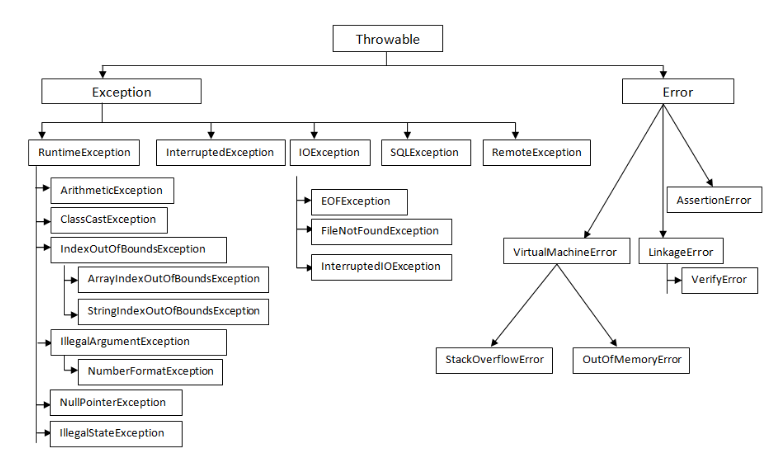 Throwable
Exception
Error
RuntimeException
InterruptedException
IOException
SQLException
RemoteException
ArithmeticException
ClassCastException
IndexOutOfBoundsException
ArrayIndexOutOfBoundsException
StringIndexOutOfBoundsException
IllegalArgumentException
NumberFormatException
NullPointerException
IllegalStateException
EOFException
FileNotFoundException
InterruptedIOException
AssertionError
VirtualMachineError
LinkageError
VerifyError
StackOverflowError
OutOfMemoryError